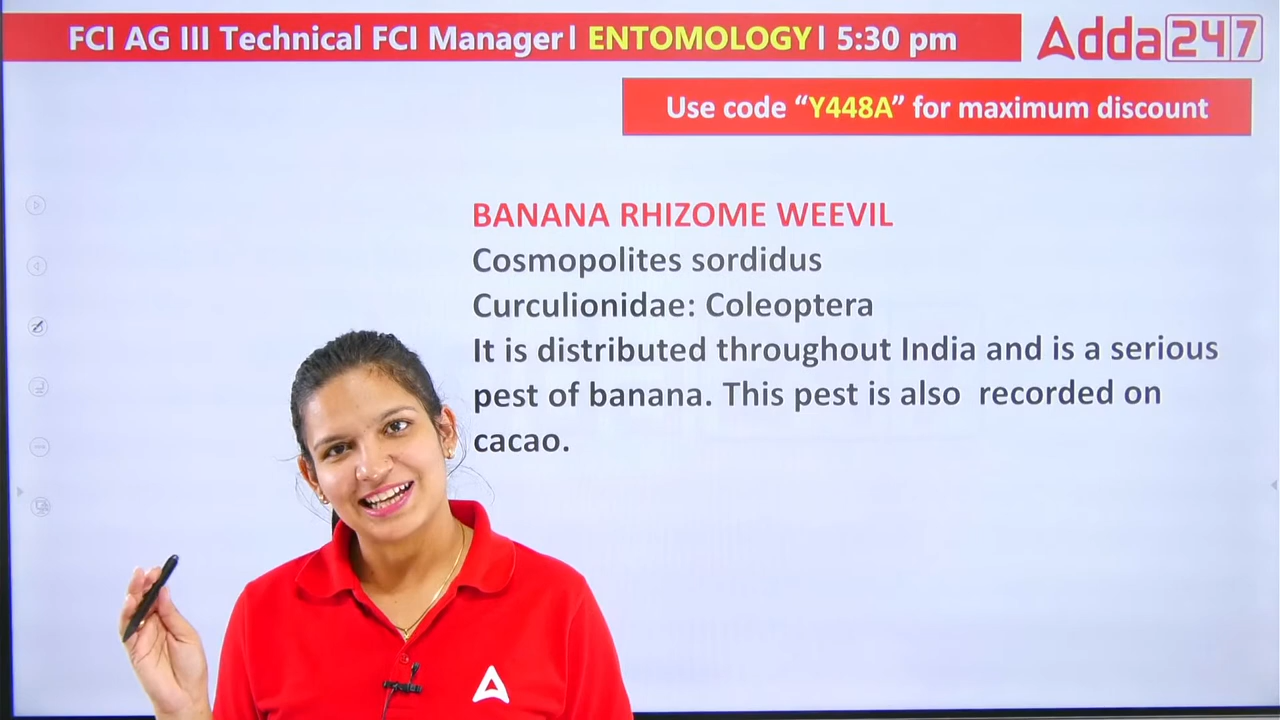 FCI AG III Technical FCI Manager| ENTOMOLOGY| 5:30 pm
Adda247
Use code “Y448A” for maximum discount
BANANA RHIZOME WEEVIL
Cosmopolites sordidus
Curculionidae: Coleoptera
It is distributed throughout India and is a serious
pest of banana. This pest is also recorded on
cacao.